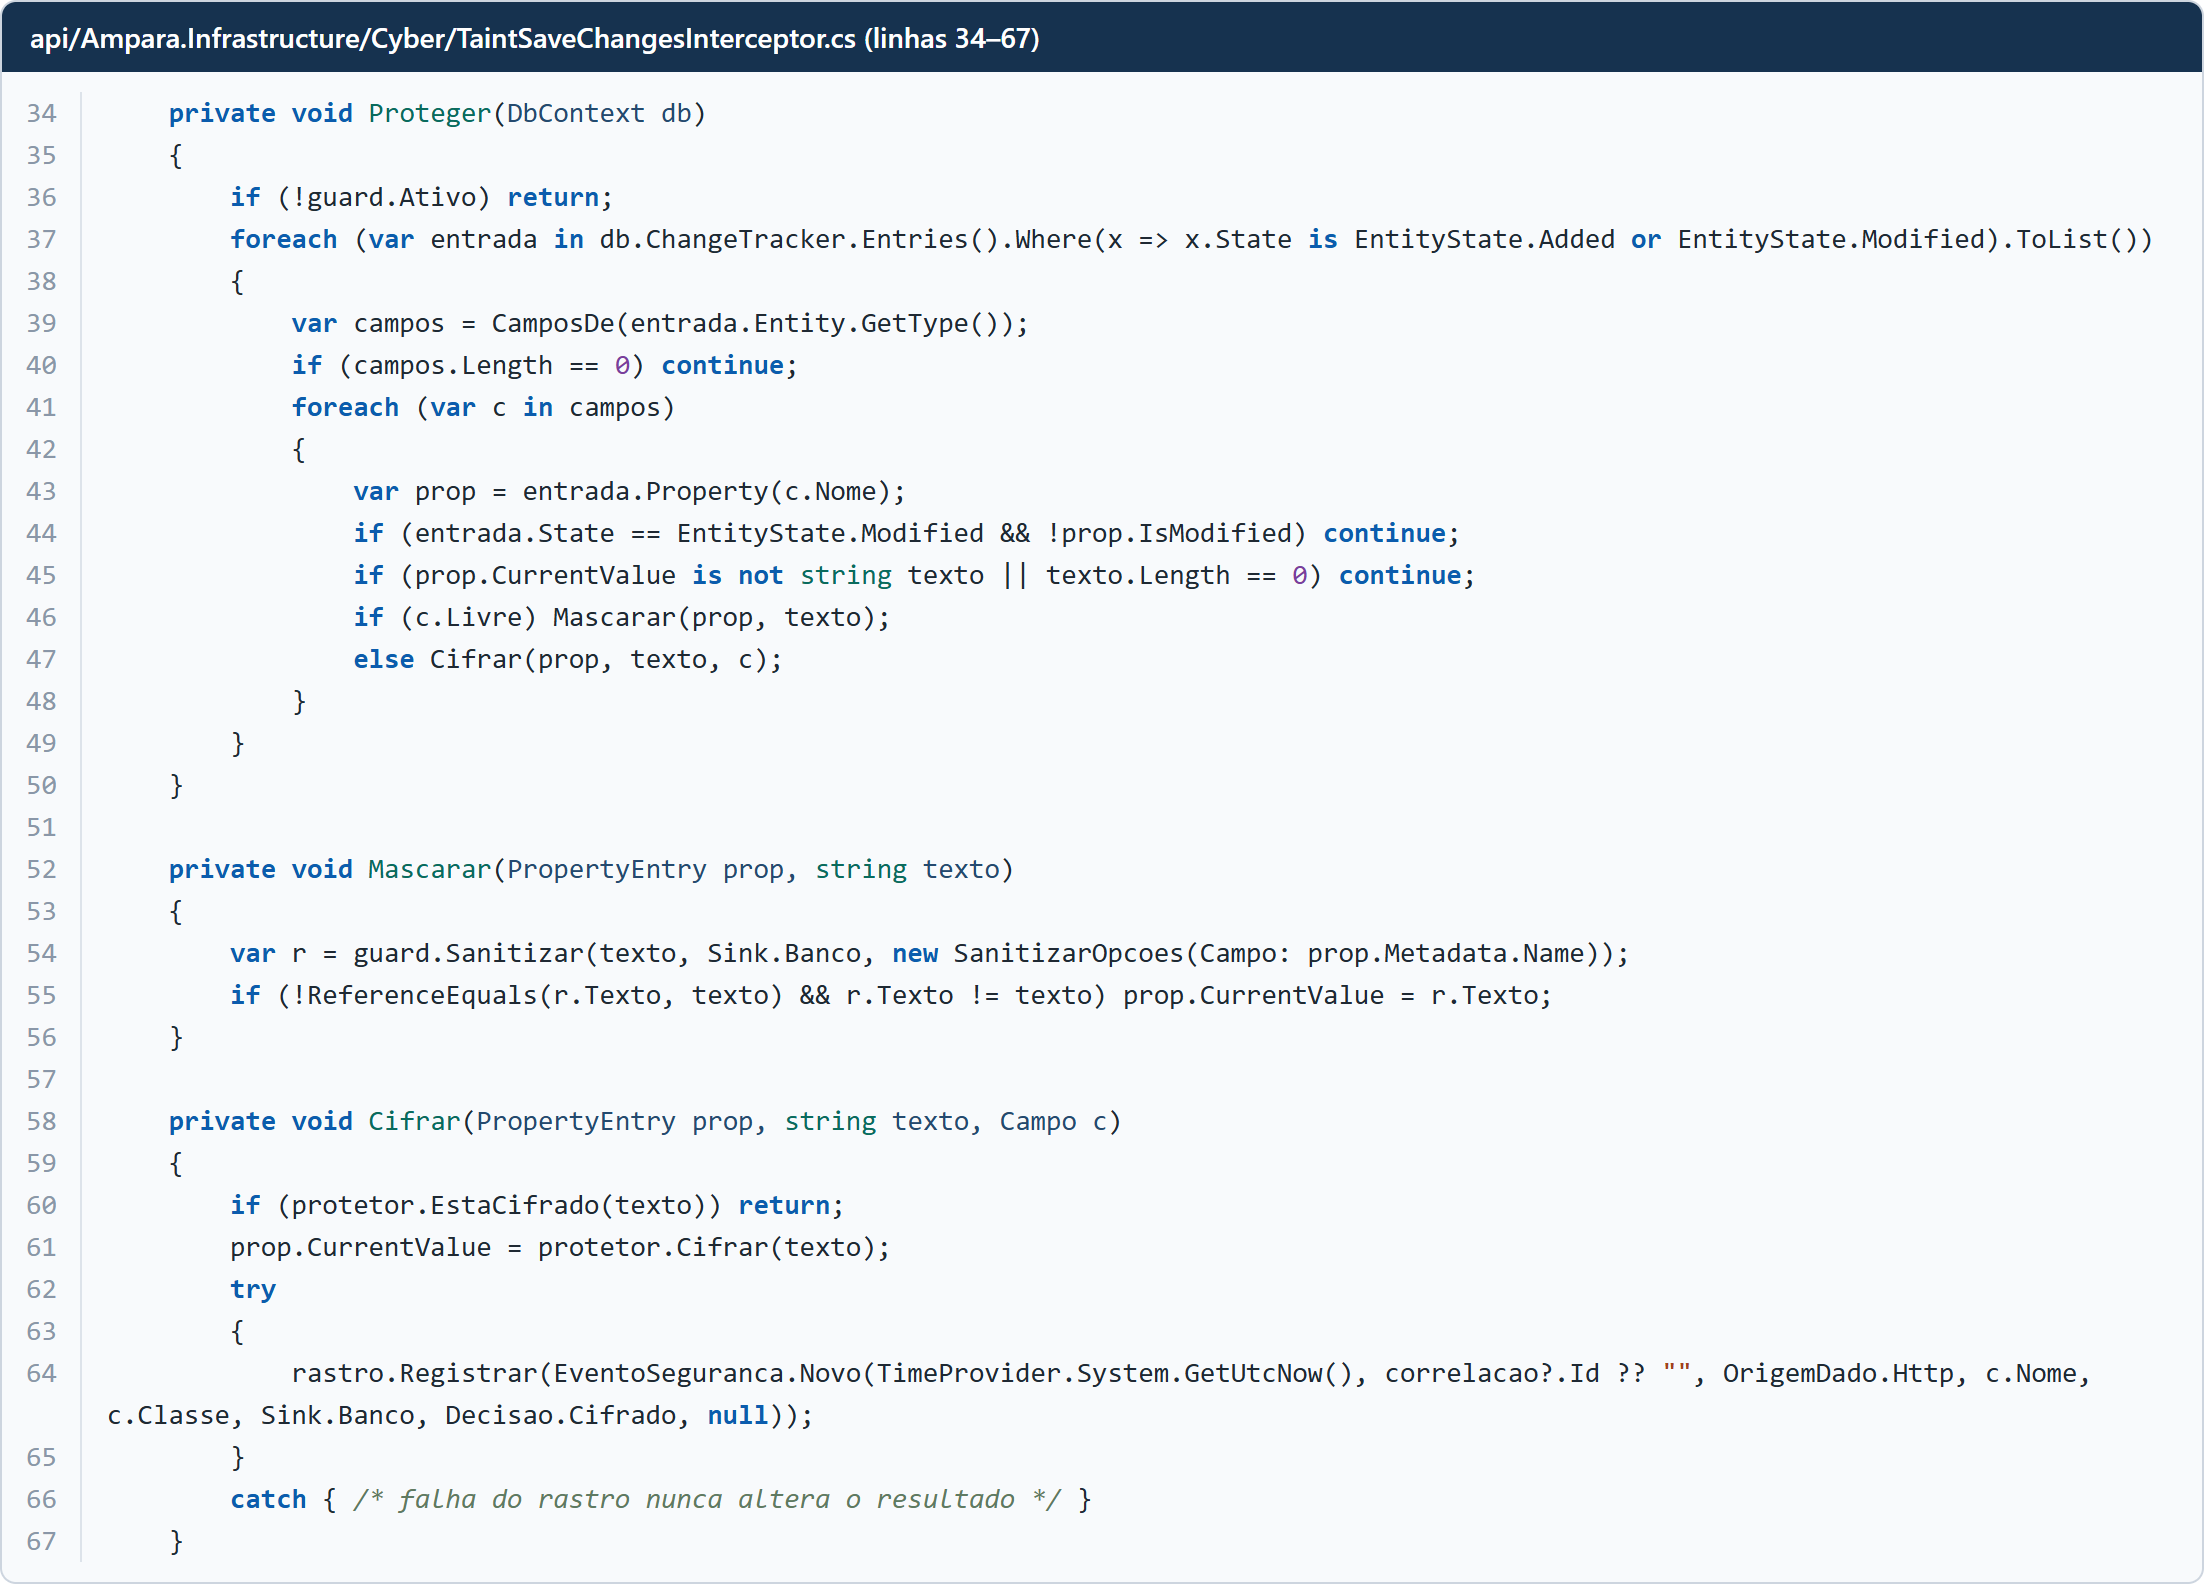 api/Ampara.Infrastructure/Cyber/TaintSaveChangesInterceptor.cs (linhas 34–67)
34    private void Proteger(DbContext db)
35    {
36        if (!guard.Ativo) return;
37        foreach (var entrada in db.ChangeTracker.Entries().Where(x => x.State is EntityState.Added or EntityState.Modified).ToList())
38        {
39            var campos = CamposDe(entrada.Entity.GetType());
40            if (campos.Length == 0) continue;
41            foreach (var c in campos)
42            {
43                var prop = entrada.Property(c.Nome);
44                if (entrada.State == EntityState.Modified && !prop.IsModified) continue;
45                if (prop.CurrentValue is not string texto || texto.Length == 0) continue;
46                if (c.Livre) Mascarar(prop, texto);
47                else Cifrar(prop, texto, c);
48            }
49        }
50    }
51
52    private void Mascarar(PropertyEntry prop, string texto)
53    {
54        var r = guard.Sanitizar(texto, Sink.Banco, new SanitizarOpcoes(Campo: prop.Metadata.Name));
55        if (!ReferenceEquals(r.Texto, texto) && r.Texto != texto) prop.CurrentValue = r.Texto;
56    }
57
58    private void Cifrar(PropertyEntry prop, string texto, Campo c)
59    {
60        if (protetor.EstaCifrado(texto)) return;
61        prop.CurrentValue = protetor.Cifrar(texto);
62        try
63        {
64            rastro.Registrar(EventoSeguranca.Novo(TimeProvider.System.GetUtcNow(), correlacao?.Id ?? "", OrigemDado.Http, c.Nome,
c.Classe, Sink.Banco, Decisao.Cifrado, null));
65        }
66        catch { /* falha do rastro nunca altera o resultado */ }
67    }